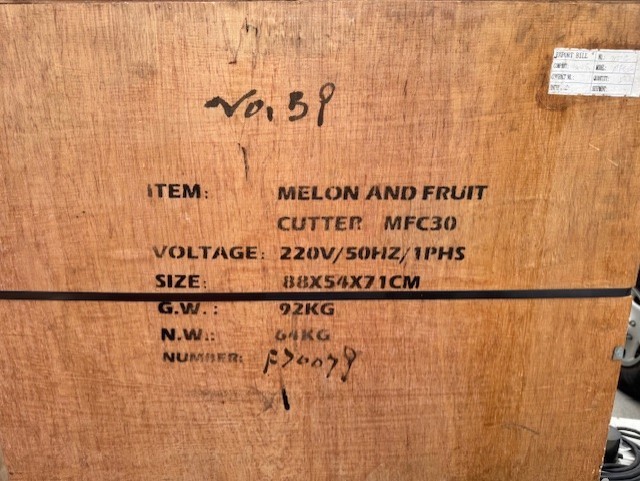 No. 39
ITEM: MELON AND FRUIT
CUTTER MFC30
VOLTAGE: 220V/50HZ/1PHS
SIZE: 88X54X71CM
G.W.: 92KG
N.W.: 64KG
NUMBER: